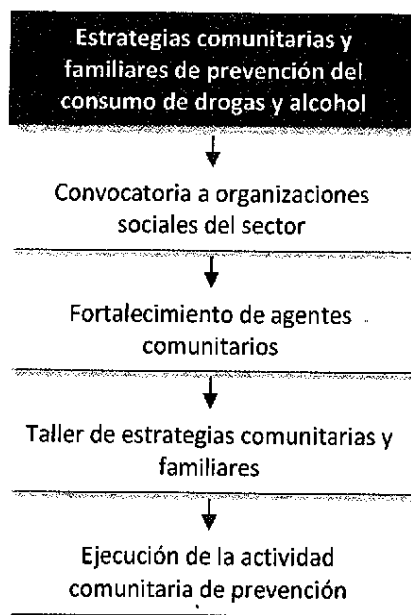 Estrategias comunitarias y
familiares de prevención del
consumo de drogas y alcohol
Convocatoria a organizaciones
sociales del sector
Fortalecimiento de agentes
comunitarios
Taller de estrategias comunitarias y
familiares
Ejecución de la actividad
comunitaria de prevención